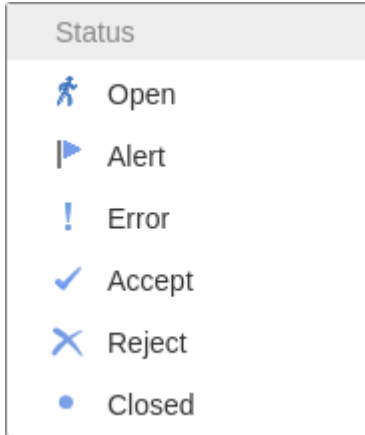 Status
Open
Alert
Error
Accept
Reject
Closed